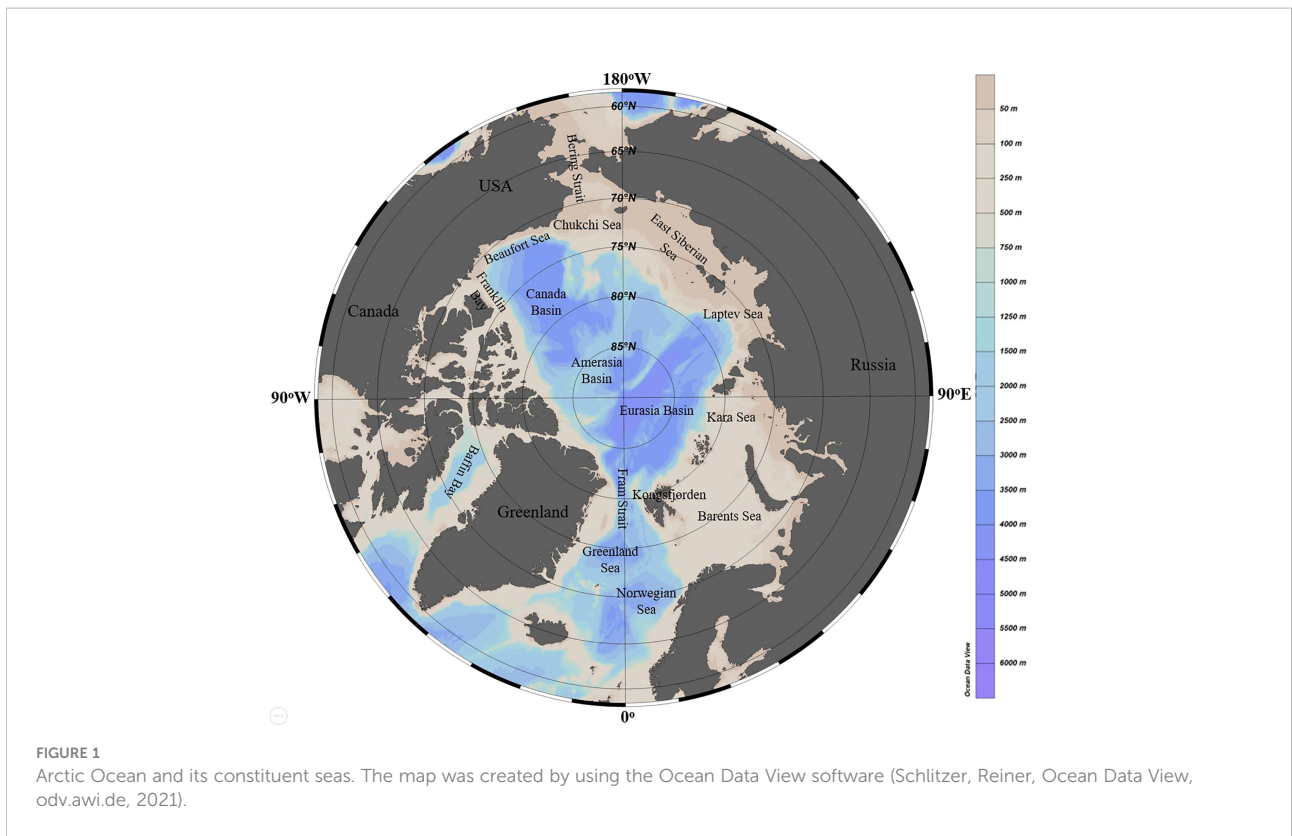 180°W
60°N
65°N
Bering Strait
USA
70°N
Chukchi Sea
East Siberian
Sea
Beaufort Sea
75°N
Franklin
Bay
Canada
Basin
80°N
Canada
Laptev Sea
85°N
Amerasia
Basin
Russia
90°W
90°E
Eurasia Basin
Kara Sea
Baffin Bay
Fram Strait
Kongsfjorden
Greenland
Barents Sea
Greenland
Sea
Norwegian
Sea
0°
50 m
100 m
250 m
500 m
750 m
1000 m
1250 m
1500 m
2000 m
2500 m
3000 m
3500 m
4000 m
4500 m
5000 m
5500 m
6000 m
Ocean Data View
FIGURE 1
Arctic Ocean and its constituent seas. The map was created by using the Ocean Data View software (Schlitzer, Reiner, Ocean Data View,
odv.awi.de, 2021).